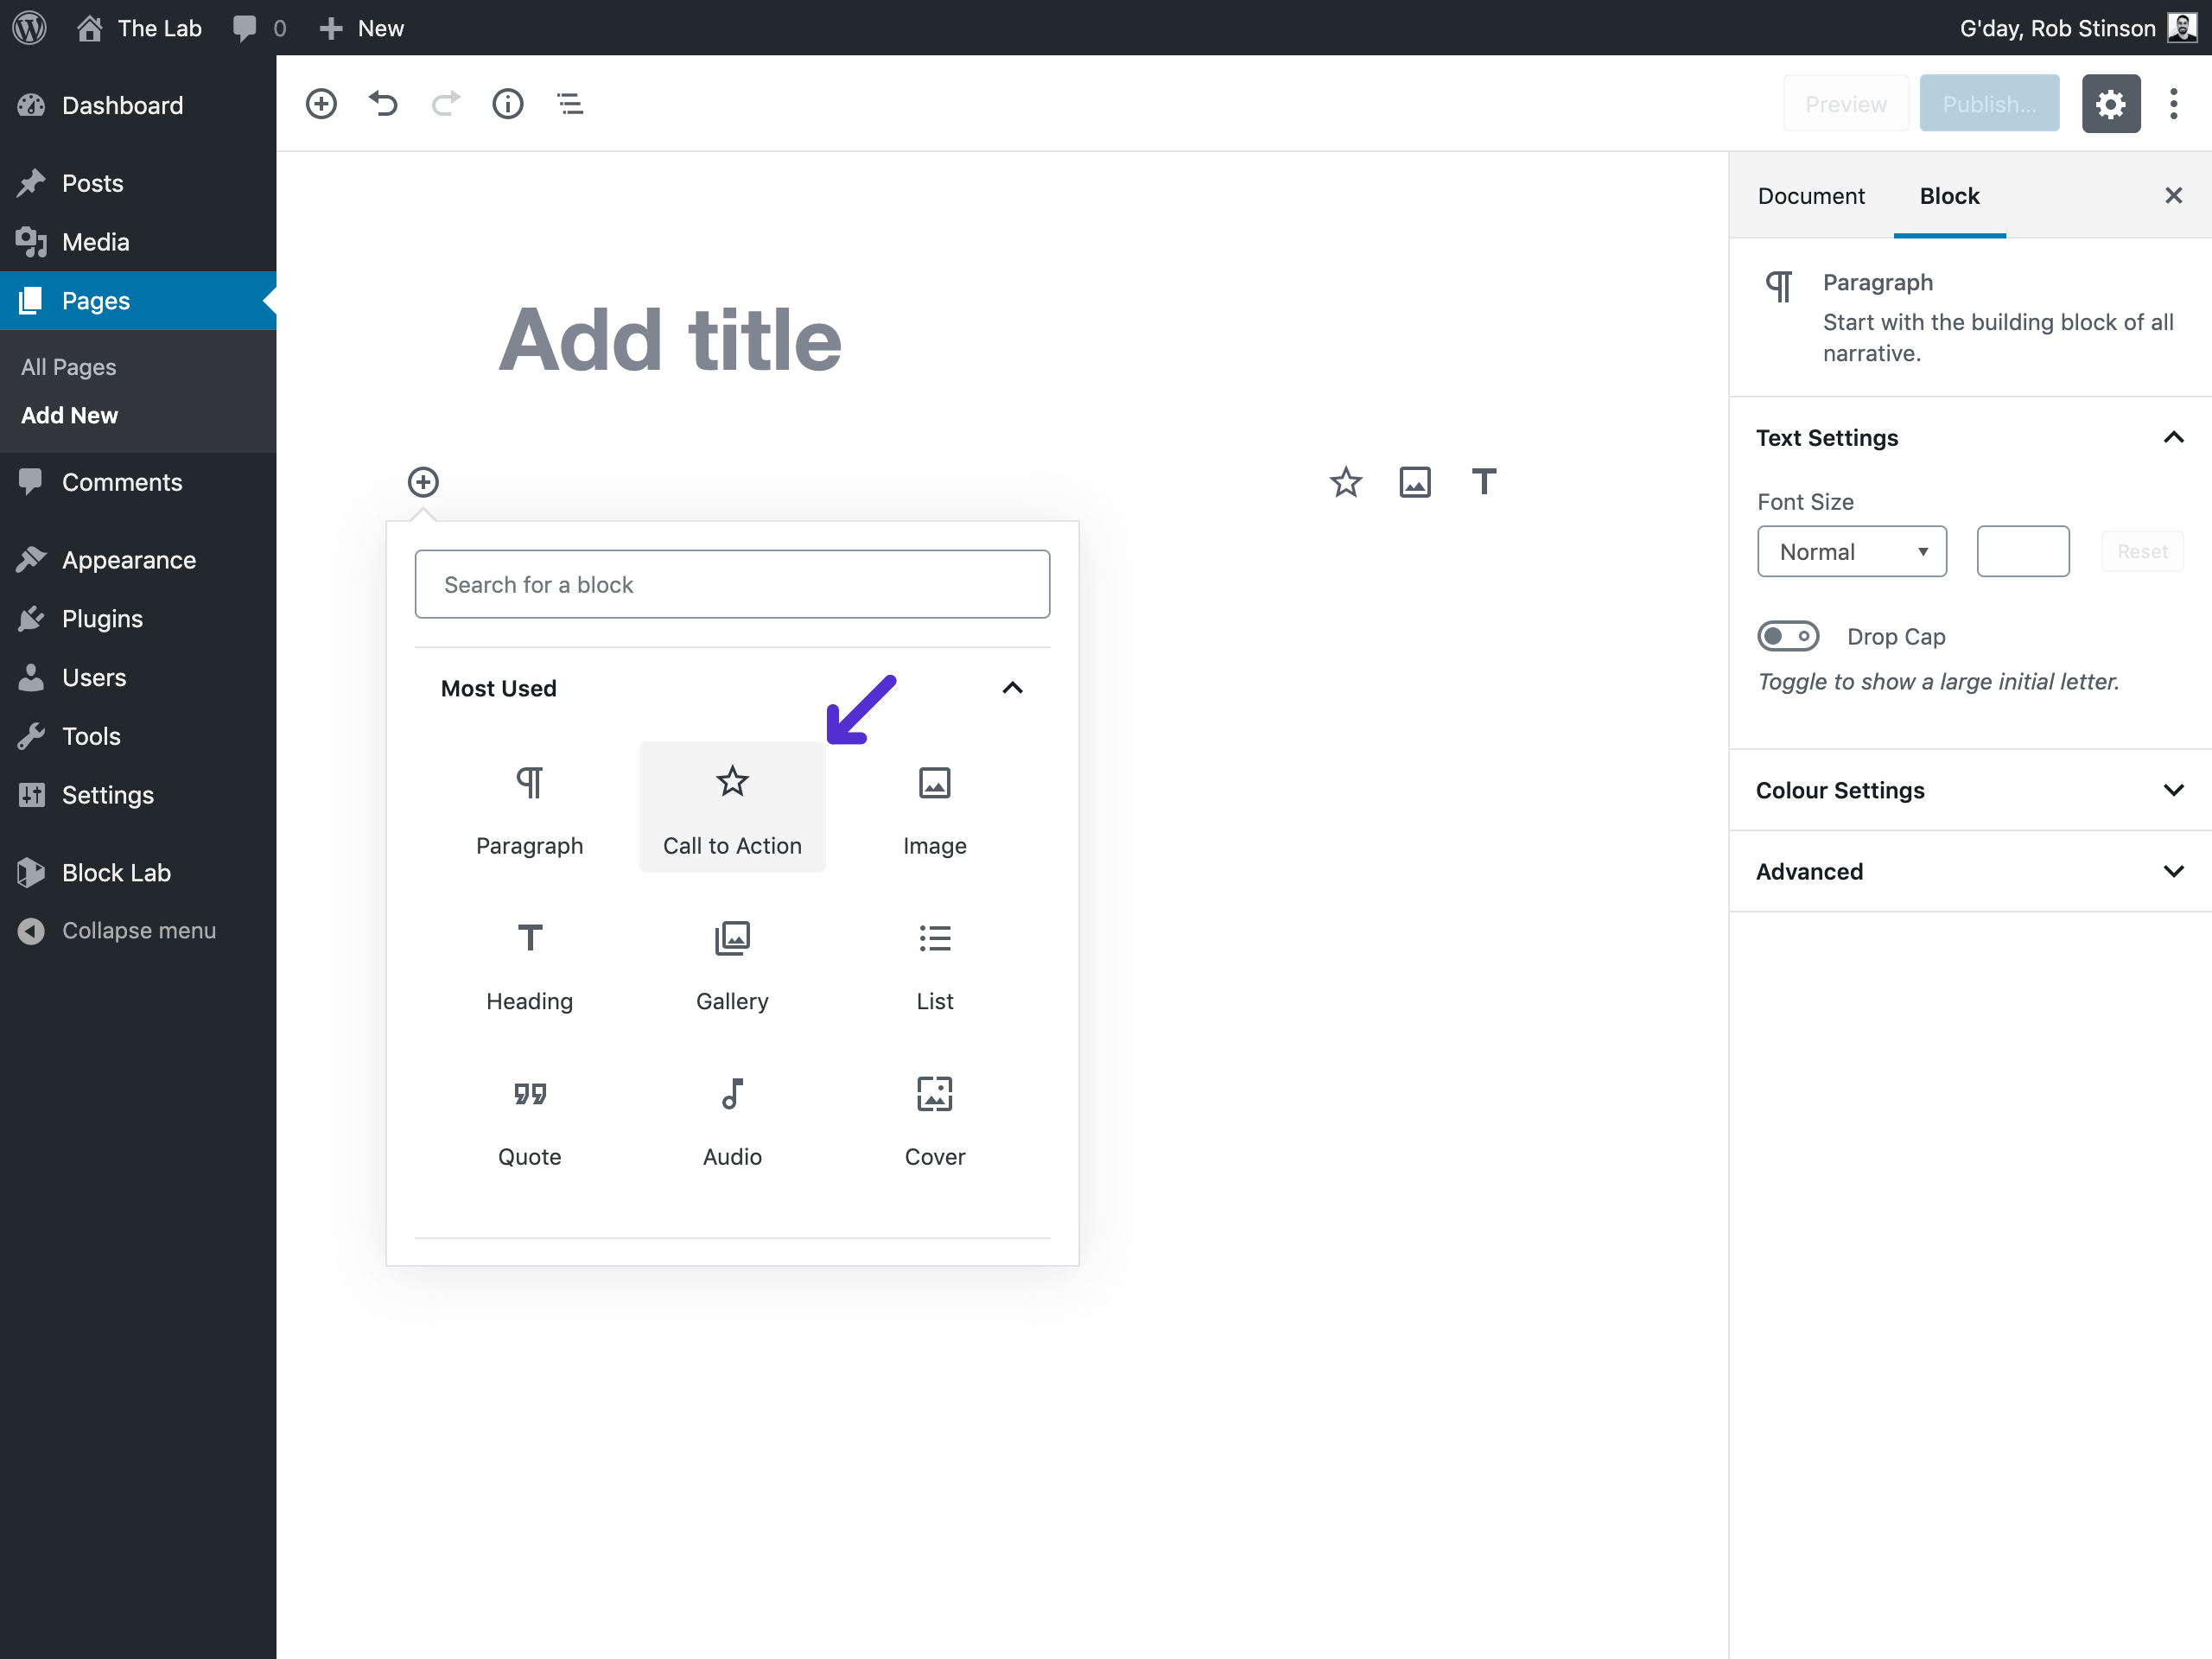 The Lab 0 New G'day, Rob Stinson
Dashboard
Posts
Media
Pages
All Pages
Add New
Comments
Appearance
Plugins
Users
Tools
Settings
Block Lab
Collapse menu
Preview Publish...
Add title
Search for a block
Most Used
Paragraph Call to Action Image
Heading Gallery List
Quote Audio Cover
Document Block
Paragraph
Start with the building block of all
narrative.
Text Settings
Font Size
Normal Reset
Drop Cap
Toggle to show a large initial letter.
Colour Settings
Advanced